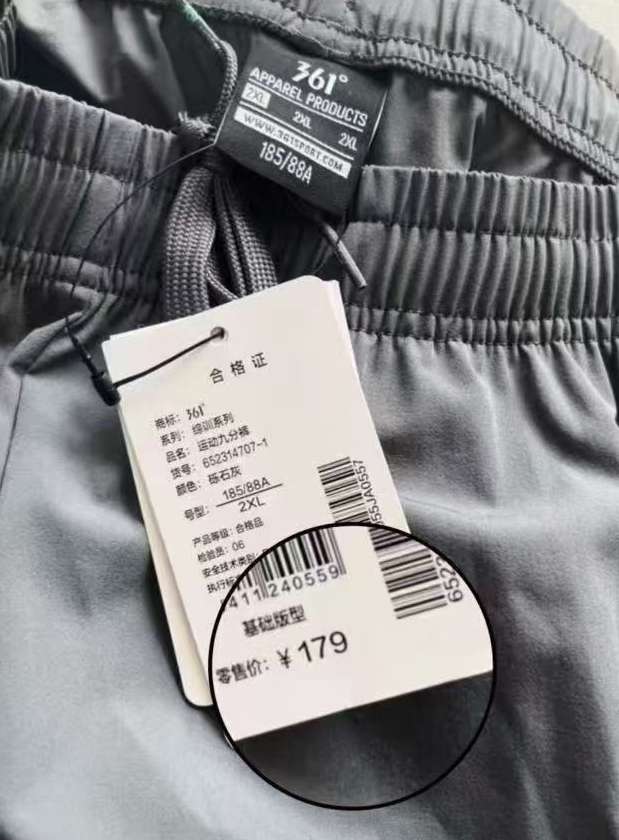 361°
APPAREL PRODUCTS
2XL 2XL 2XL
WWW.361SPORT.COM
185/88A
合格证
商标: 361°
系列: 综训系列
品名: 运动九分裤
货号: 652314707-1
颜色: 砾石灰
号型: 185/88A
2XL
产品等级: 合格品
检验员: 06
安全技术类别:
411240559
基础版型
零售价: ¥179